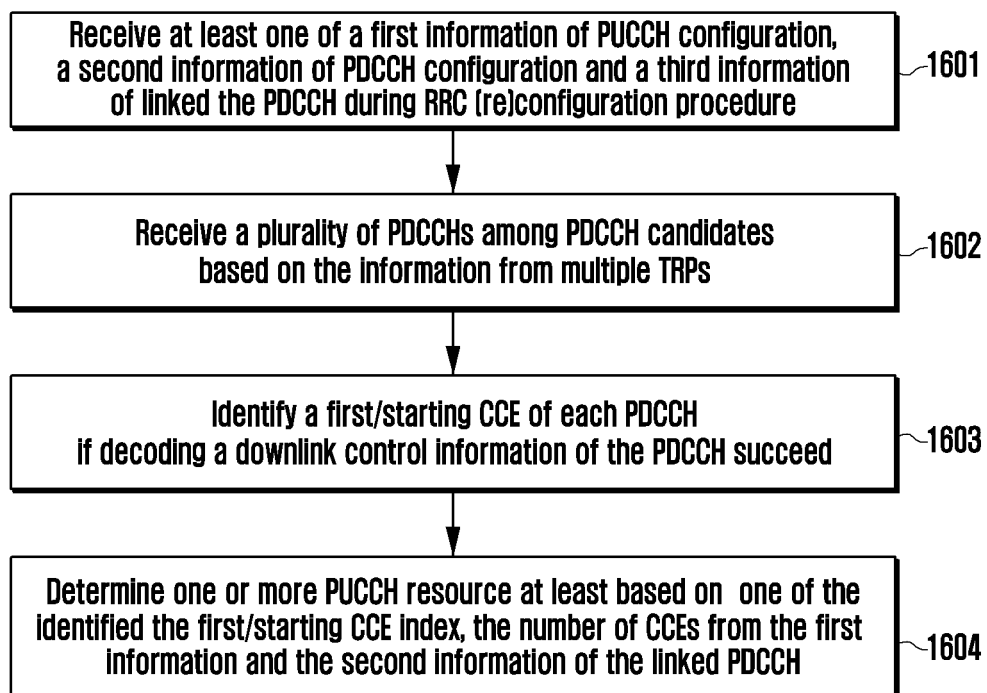 Receive at least one of a first information of PUCCH configuration,
a second information of PDCCH configuration and a third information
of linked the PDCCH during RRC (re)configuration procedure
1601
Receive a plurality of PDCCHs among PDCCH candidates
based on the information from multiple TRPs
1602
Identify a first/starting CCE of each PDCCH
if decoding a downlink control information of the PDCCH succeed
1603
Determine one or more PUCCH resource at least based on one of the
identified the first/starting CCE index, the number of CCEs from the first
information and the second information of the linked PDCCH
1604